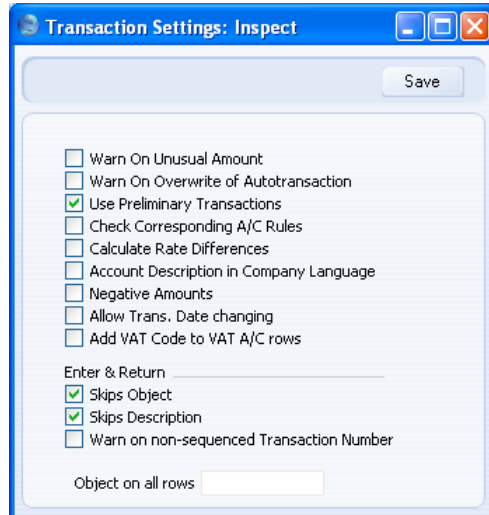 Transaction Settings: Inspect
Save
Warn On Unusual Amount
Warn On Overwrite of Autotransaction
Use Preliminary Transactions
Check Corresponding A/C Rules
Calculate Rate Differences
Account Description in Company Language
Negative Amounts
Allow Trans. Date changing
Add VAT Code to VAT A/C rows
Enter & Return
Skips Object
Skips Description
Warn on non-sequenced Transaction Number
Object on all rows